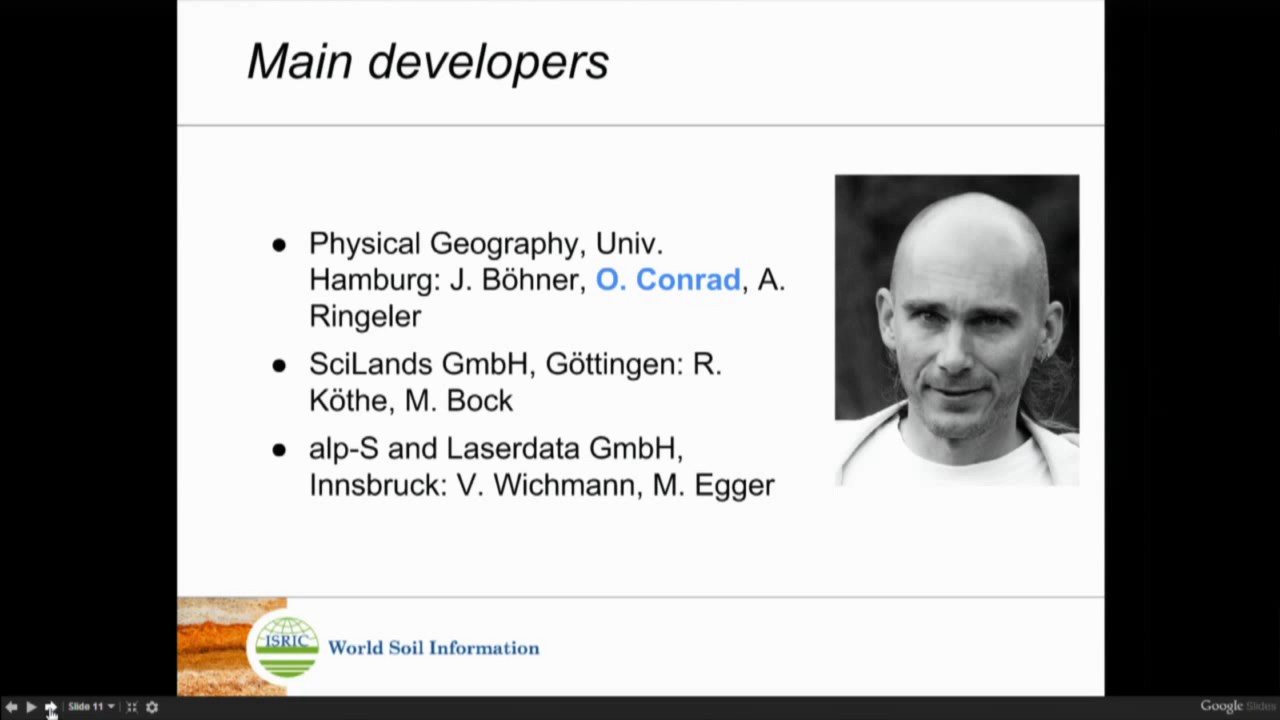 Main developers
● Physical Geography, Univ.
Hamburg: J. Böhner, O. Conrad, A.
Ringeler
● SciLands GmbH, Göttingen: R.
Köthe, M. Bock
● alp-S and Laserdata GmbH,
Innsbruck: V. Wichmann, M. Egger
ISRIC World Soil Information
Slide 11
Google Slides